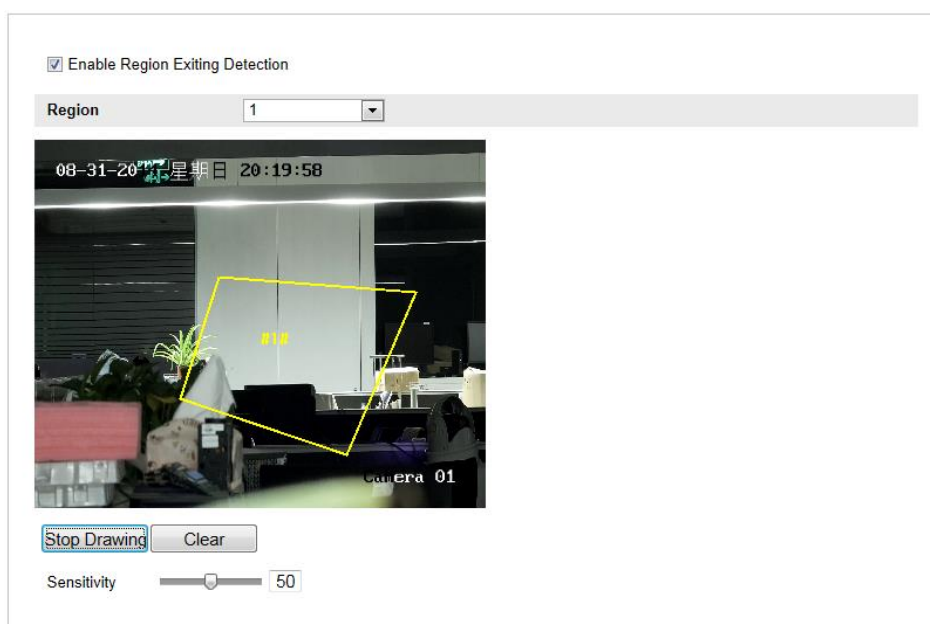 Enable Region Exiting Detection
Region 1
08-31-20 星期日 20:19:58
#1#
Camera 01
Stop Drawing Clear
Sensitivity 50